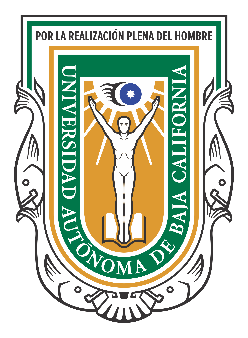 POR LA REALIZACIÓN PLENA DEL HOMBRE
UNIVERSIDAD AUTÓNOMA DE BAJA CALIFORNIA